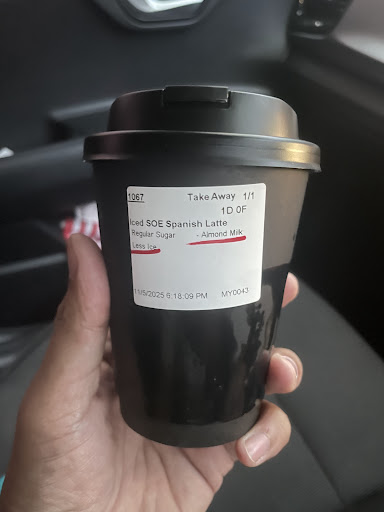 1067 Take Away 1/1
1D 0F
Iced SOE Spanish Latte
Regular Sugar - Almond Milk
Less Ice
11/5/2025 6:18:09 PM MY0043